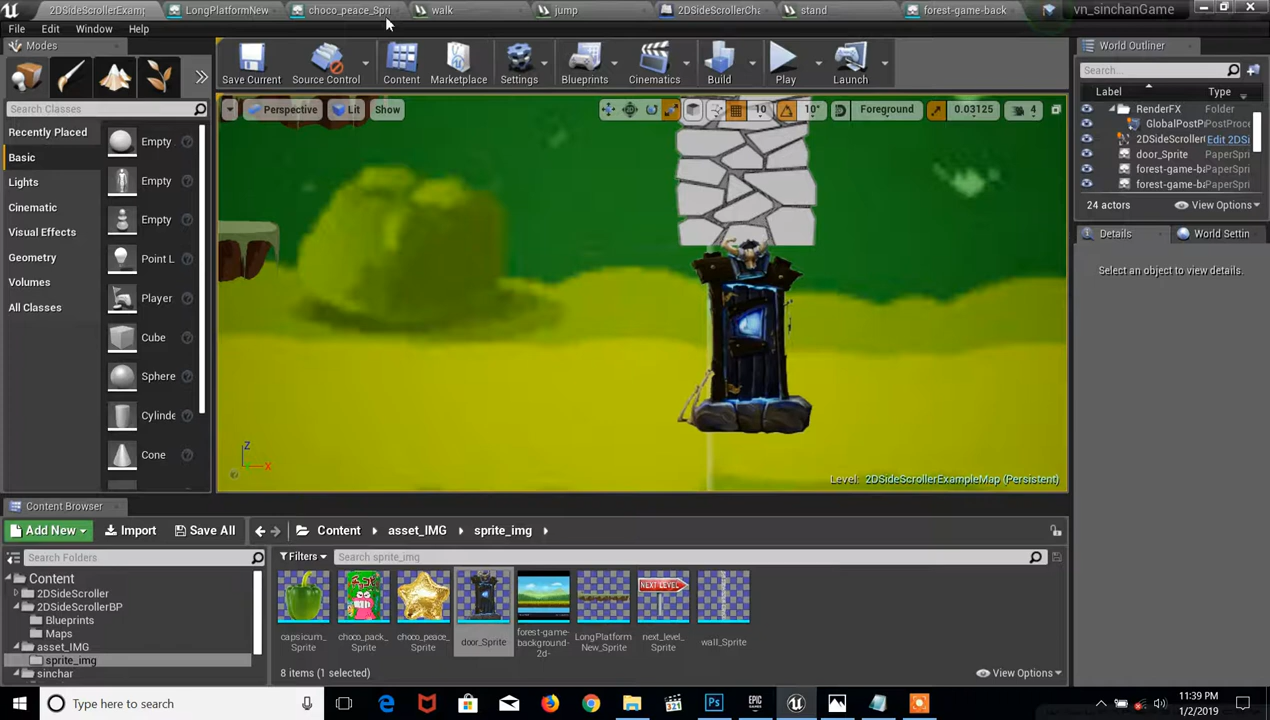 2DSideScrollerExamp
LongPlatformNew
choco_peace_Spri
walk
jump
2DSideScrollerCha
stand
forest-game-back
vn_sinchanGame
File Edit Window Help
Modes
Save Current
Source Control
Content
Marketplace
Settings
Blueprints
Cinematics
Build
Play
Launch
World Outliner
Search...
Label Type
RenderFX Folder
GlobalPostPr PostProce
2DSideScroller Edit 2DSi
door_Sprite PaperSpri
forest-game-ba PaperSpri
forest-game-ba PaperSpri
24 actors
View Options
Details
World Settin
Select an object to view details.
Search Classes
Recently Placed
Basic
Lights
Cinematic
Visual Effects
Geometry
Volumes
All Classes
Empty
Empty
Empty
Point L
Player
Cube
Sphere
Cylinde
Cone
Perspective
Lit
Show
10
10°
Foreground
0.03125
4
Z
X
Level: 2DSideScrollerExampleMap (Persistent)
Content Browser
Add New
Import
Save All
Content
asset_IMG
sprite_img
Search Folders
Filters
Search sprite_img
Content
2DSideScroller
2DSideScrollerBP
Blueprints
Maps
asset_IMG
sprite_img
sinchar
NEXT LEVEL
capsicum_
Sprite
choco_pack_
Sprite
choco_peace_
Sprite
door_Sprite
forest-game-
background-
2d-
LongPlatform
New_Sprite
next_level_
Sprite
wall_Sprite
8 items (1 selected)
View Options
Type here to search
11:39 PM
1/2/2019